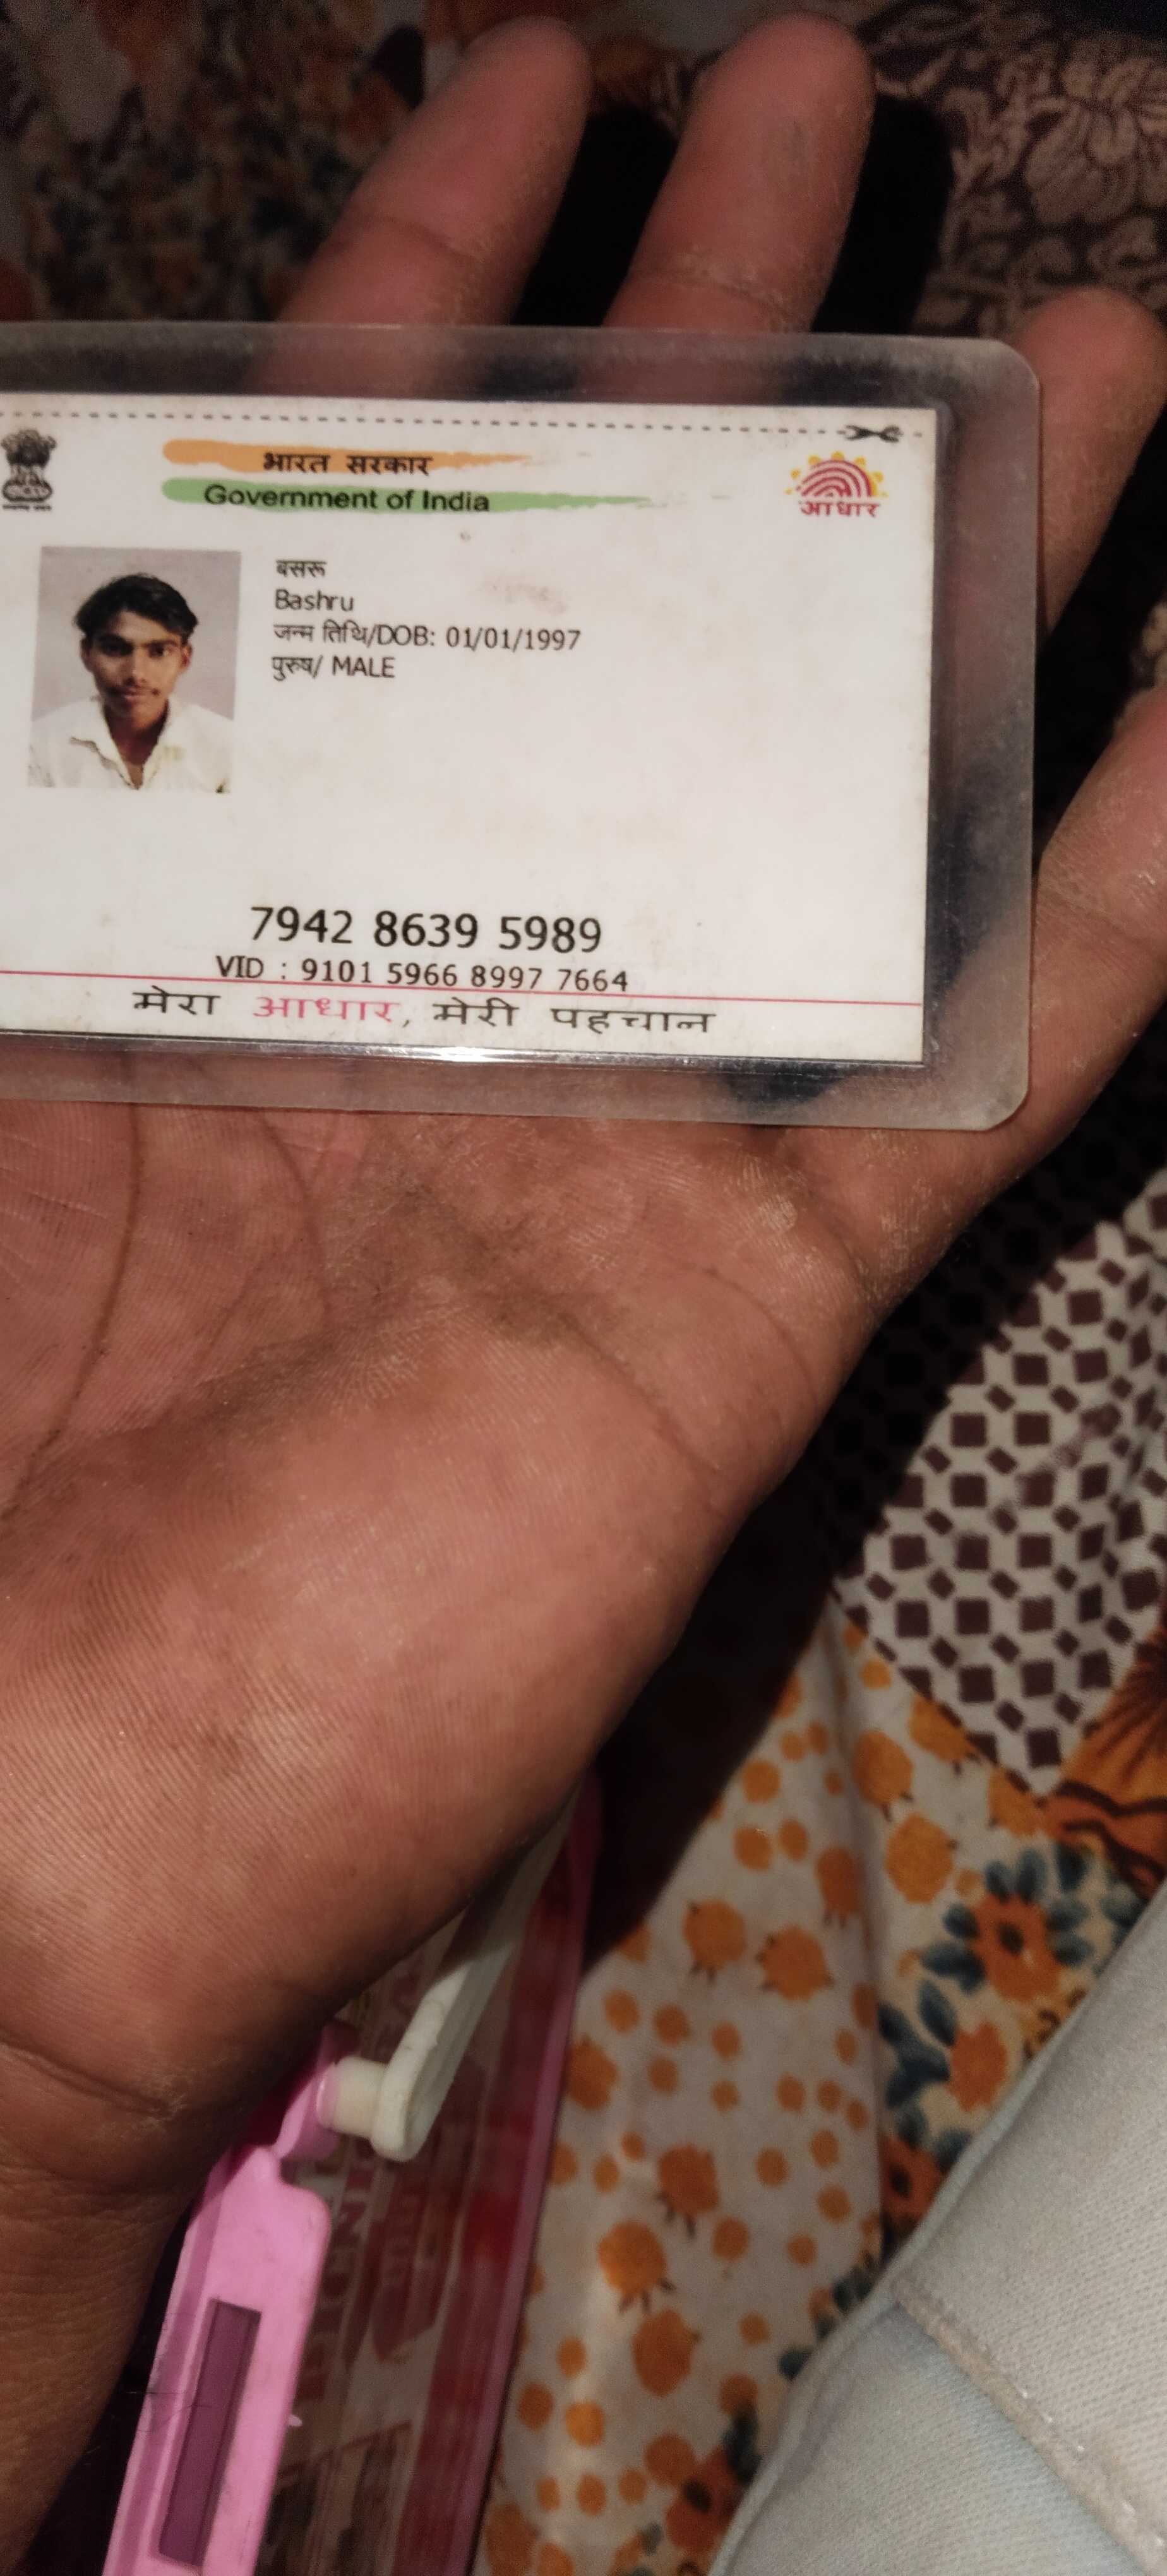 भारत सरकार
Government of India
आधार
बसरू
Bashru
जन्म तिथि/DOB: 01/01/1997
पुरुष/ MALE
7942 8639 5989
VID : 9101 5966 8997 7664
मेरा आधार, मेरी पहचान